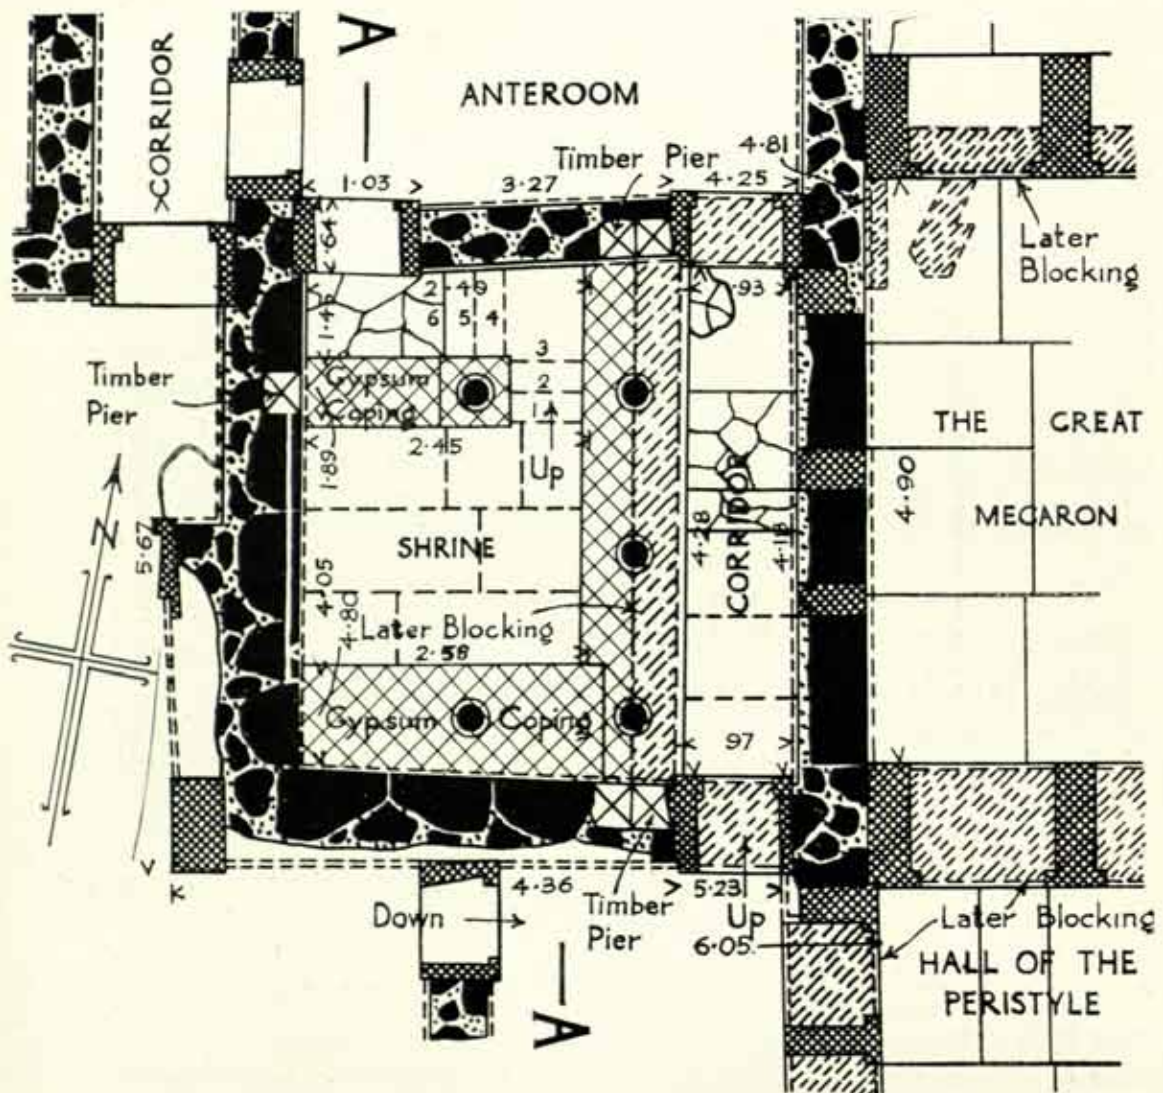 A
CORRIDOR
ANTEROOM
Timber Pier
4·81
1·03
3·27
4·25
·64
Later
Blocking
2·40
·93
1·45
6 5 4
3
2
1
Timber
Pier
Gypsum
Coping
THE GREAT
MEGARON
2·45
1·89
Up
4·90
N
5·67
SHRINE
CORRIDOR
4·28
4·18
4·05
4·80
Later Blocking
2·58
Gypsum Coping
97
4·36
5·23
Down
Timber
Pier
Up
6·05
Later Blocking
HALL OF THE
PERISTYLE
A